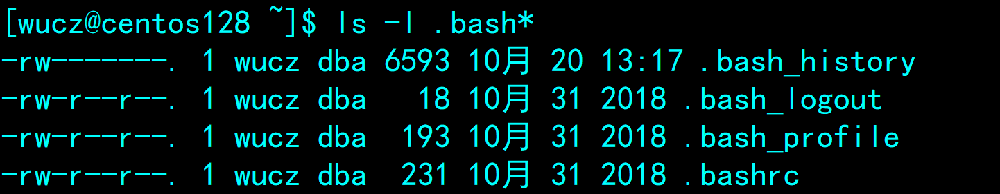 [wucz@centos128 ~]$ ls -l .bash*
-rw-------. 1 wucz dba 6593 10月 20 13:17 .bash_history
-rw-r--r--. 1 wucz dba   18 10月 31 2018 .bash_logout
-rw-r--r--. 1 wucz dba  193 10月 31 2018 .bash_profile
-rw-r--r--. 1 wucz dba  231 10月 31 2018 .bashrc